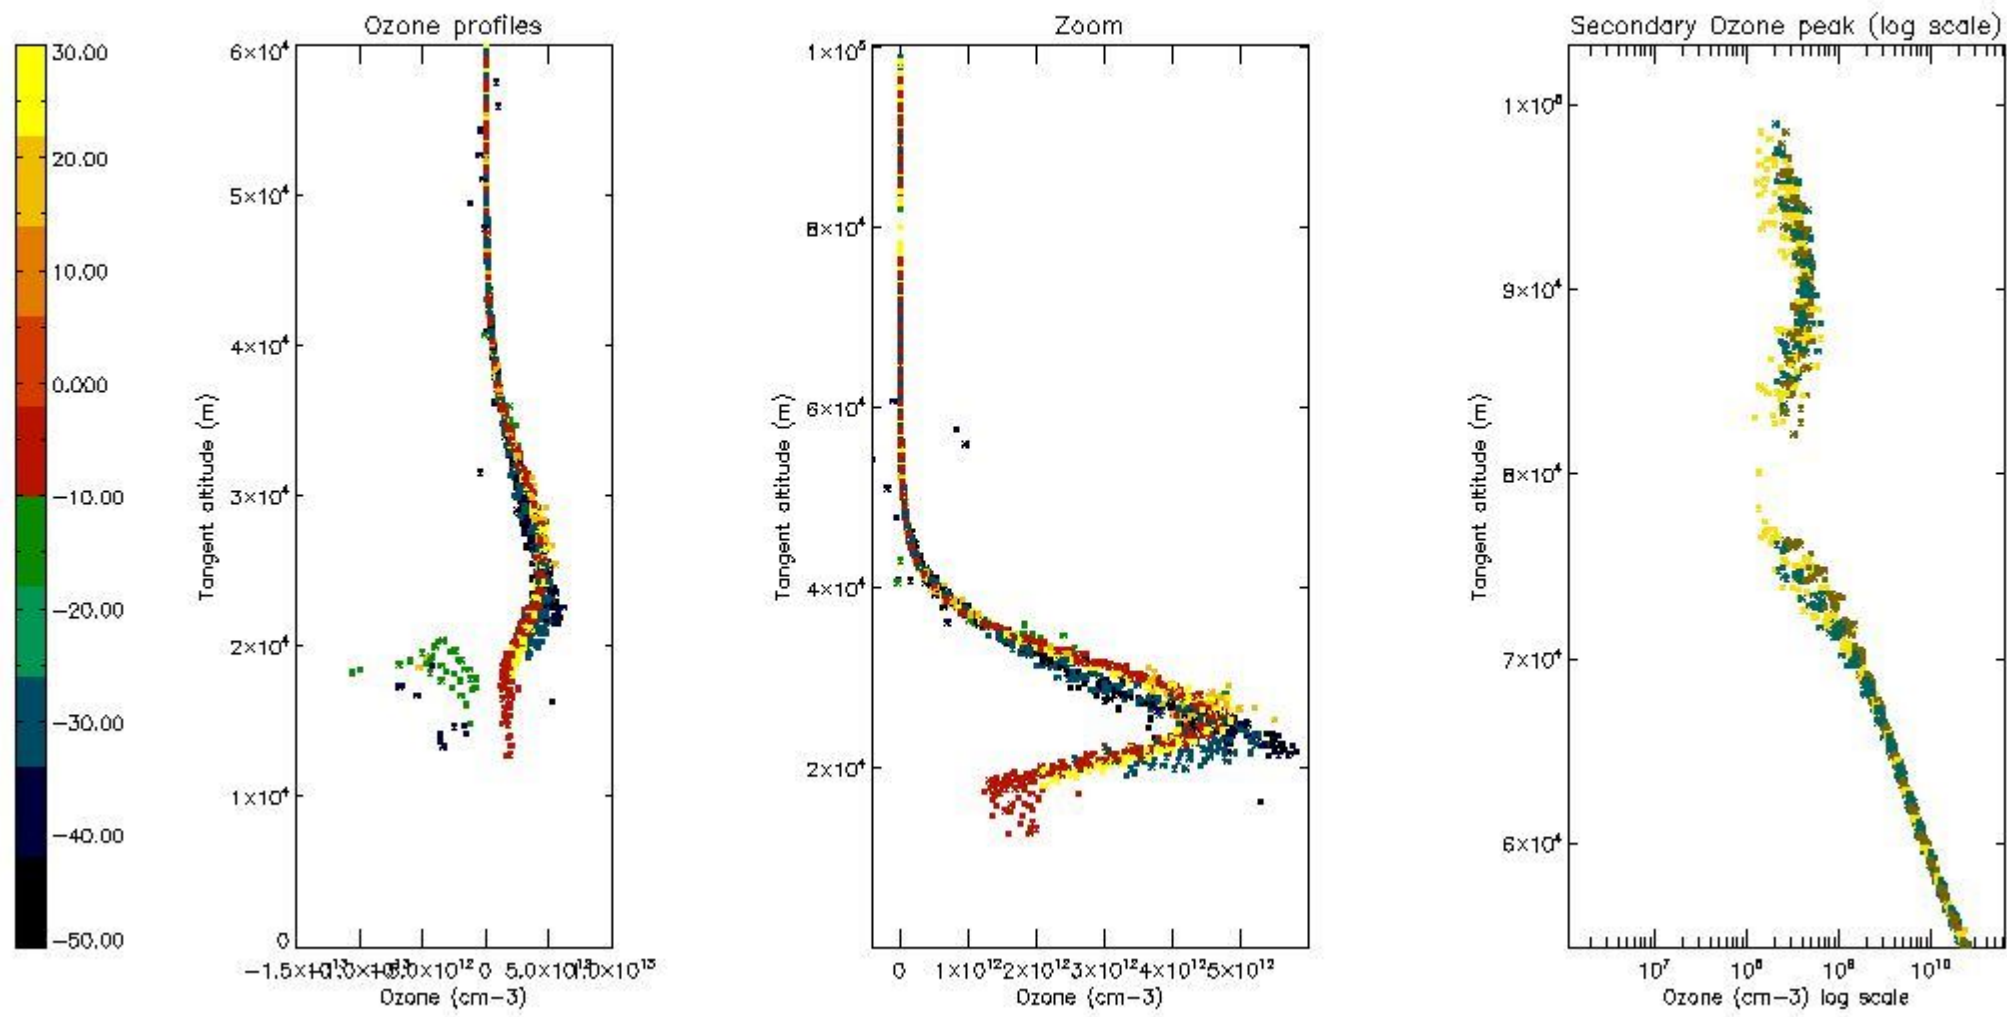 Ozone profiles
Zoom
Secondary Ozone peak (log scale)
30.00
20.00
10.00
0.000
−10.00
−20.00
−30.00
−40.00
−50.00
6×10⁴
5×10⁴
4×10⁴
3×10⁴
2×10⁴
1×10⁴
0
Tangent altitude (m)
0
Ozone (cm−3)
1×10⁵
8×10⁴
6×10⁴
4×10⁴
2×10⁴
Tangent altitude (m)
0 1×10¹² 2×10¹² 3×10¹² 4×10¹² 5×10¹²
Ozone (cm−3)
9×10⁴
8×10⁴
7×10⁴
6×10⁴
Tangent altitude (m)
10⁷ 10⁸ 10⁹ 10¹⁰
Ozone (cm−3) log scale